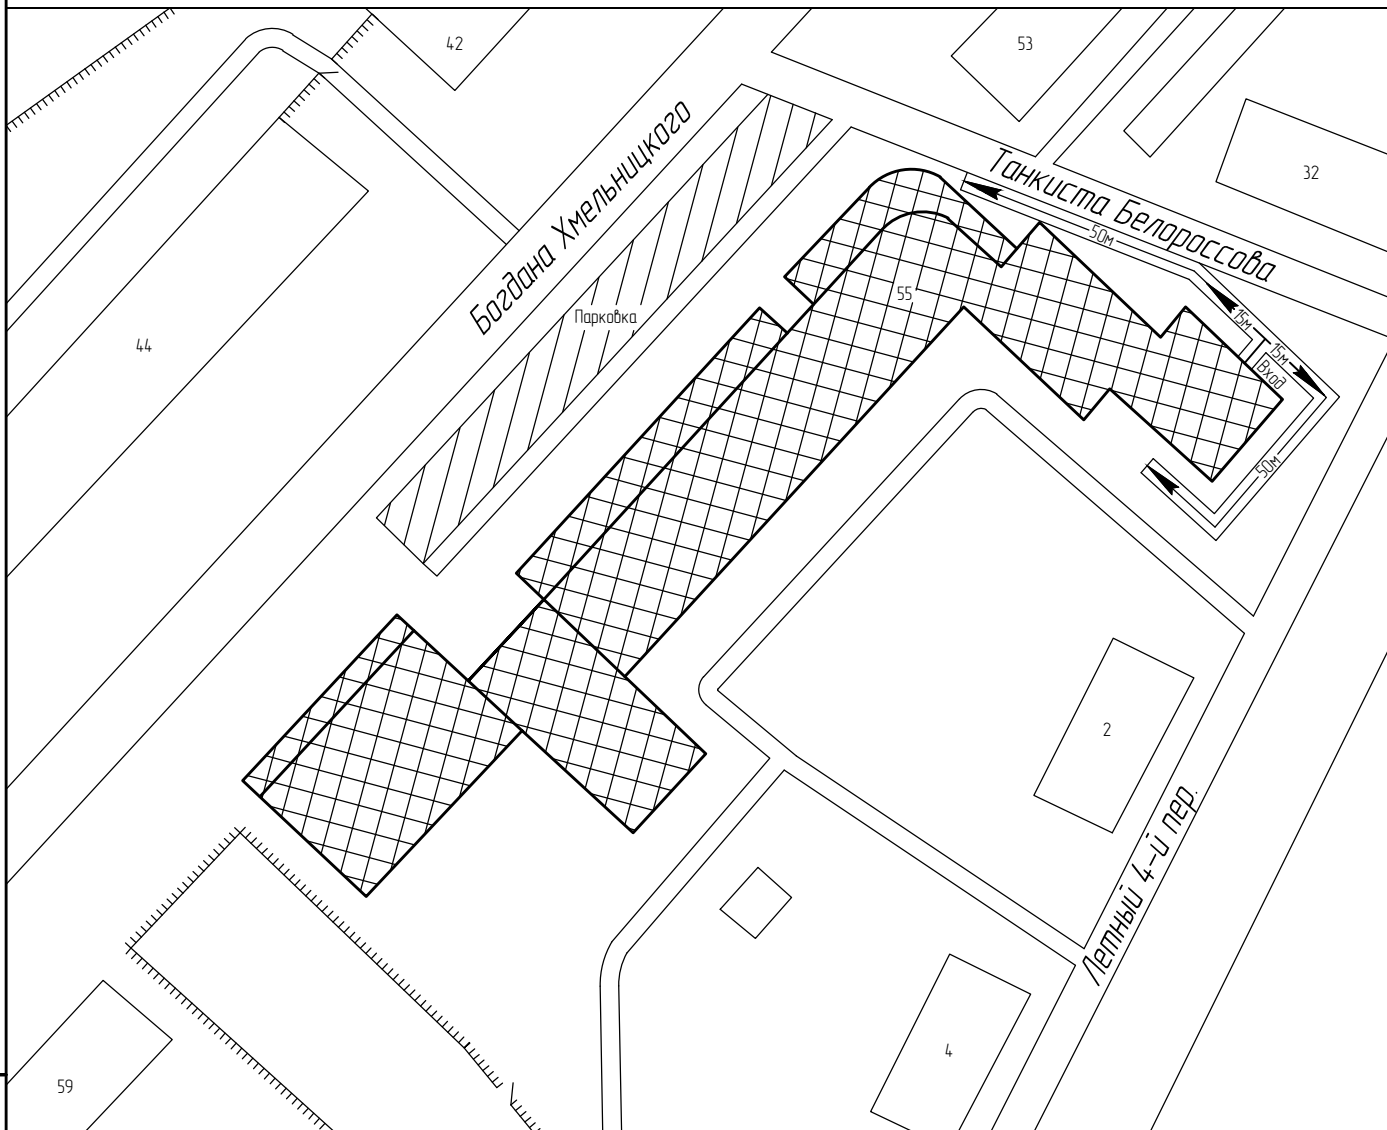 42
53
Богдана Хмельницкого
Танкиста Белороссова
32
50м
55
15м
Парковка
44
15м
Вход
50м
2
Летный 4-й пер.
4
59